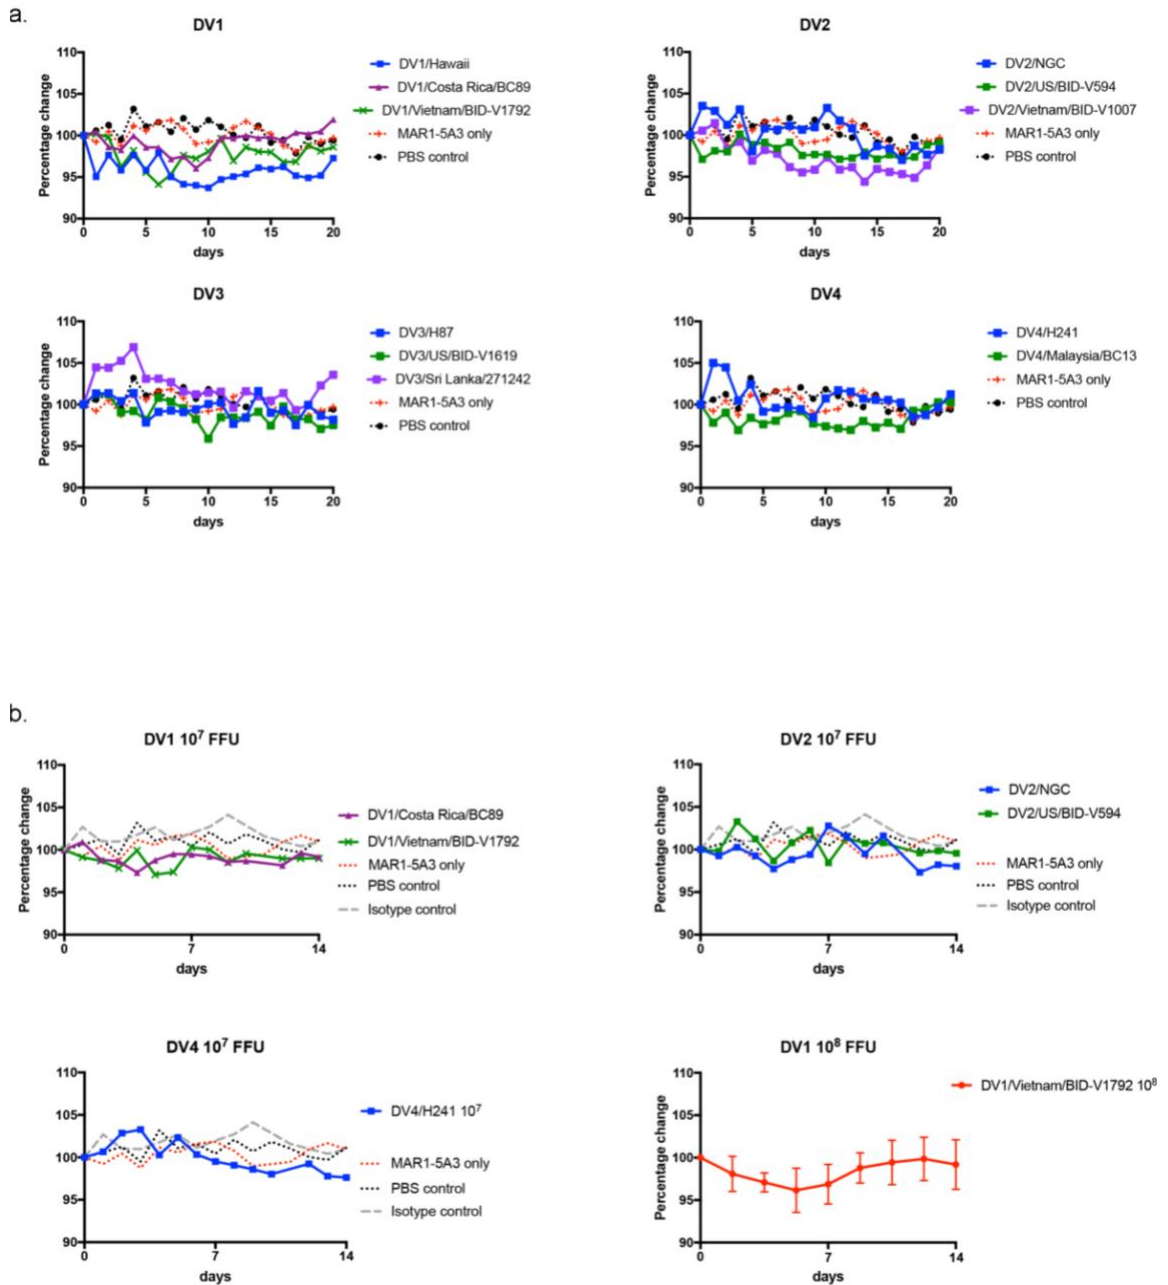 a.
DV1
110
105
100
95
90
Percentage change
0 5 10 15 20
days
DV1/Hawaii
DV1/Costa Rica/BC89
DV1/Vietnam/BID-V1792
MAR1-5A3 only
PBS control
DV2
110
105
100
95
90
Percentage change
0 5 10 15 20
days
DV2/NGC
DV2/US/BID-V594
DV2/Vietnam/BID-V1007
MAR1-5A3 only
PBS control
DV3
110
105
100
95
90
Percentage change
0 5 10 15 20
days
DV3/H87
DV3/US/BID-V1619
DV3/Sri Lanka/271242
MAR1-5A3 only
PBS control
DV4
110
105
100
95
90
Percentage change
0 5 10 15 20
days
DV4/H241
DV4/Malaysia/BC13
MAR1-5A3 only
PBS control
b.
DV1 10⁷ FFU
110
105
100
95
90
Percentage change
0 7 14
days
DV1/Costa Rica/BC89
DV1/Vietnam/BID-V1792
MAR1-5A3 only
PBS control
Isotype control
DV2 10⁷ FFU
110
105
100
95
90
Percentage change
0 7 14
days
DV2/NGC
DV2/US/BID-V594
MAR1-5A3 only
PBS control
Isotype control
DV4 10⁷ FFU
110
105
100
95
90
Percentage change
0 7 14
days
DV4/H241 10⁷
MAR1-5A3 only
PBS control
Isotype control
DV1 10⁸ FFU
110
105
100
95
90
Percentage change
0 7 14
days
DV1/Vietnam/BID-V1792 10⁸